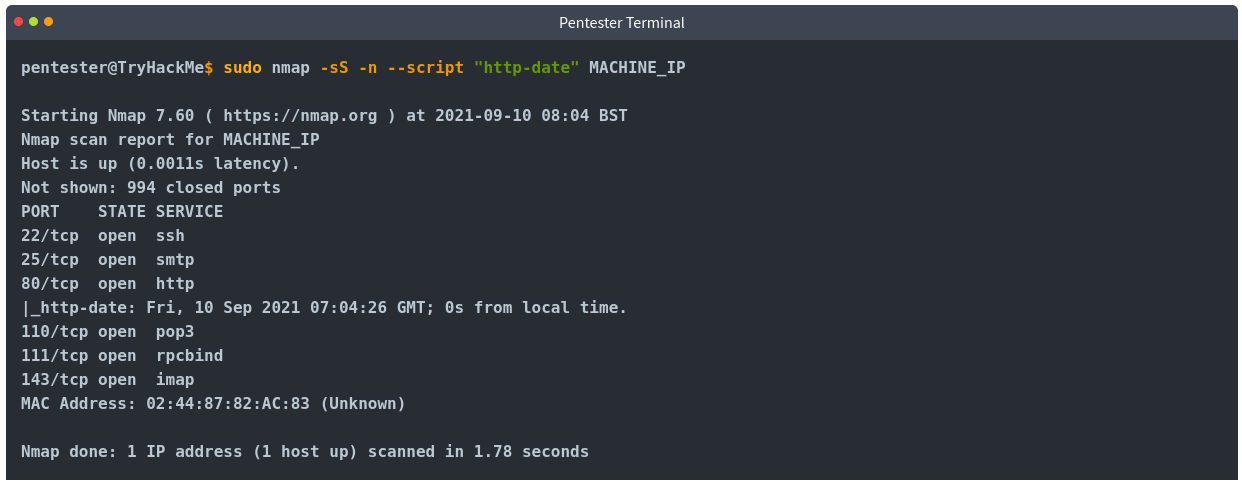 Pentester Terminal
pentester@TryHackMe$ sudo nmap -sS -n --script "http-date" MACHINE_IP
Starting Nmap 7.60 ( https://nmap.org ) at 2021-09-10 08:04 BST
Nmap scan report for MACHINE_IP
Host is up (0.0011s latency).
Not shown: 994 closed ports
PORT    STATE SERVICE
22/tcp  open  ssh
25/tcp  open  smtp
80/tcp  open  http
|_http-date: Fri, 10 Sep 2021 07:04:26 GMT; 0s from local time.
110/tcp open  pop3
111/tcp open  rpcbind
143/tcp open  imap
MAC Address: 02:44:87:82:AC:83 (Unknown)
Nmap done: 1 IP address (1 host up) scanned in 1.78 seconds